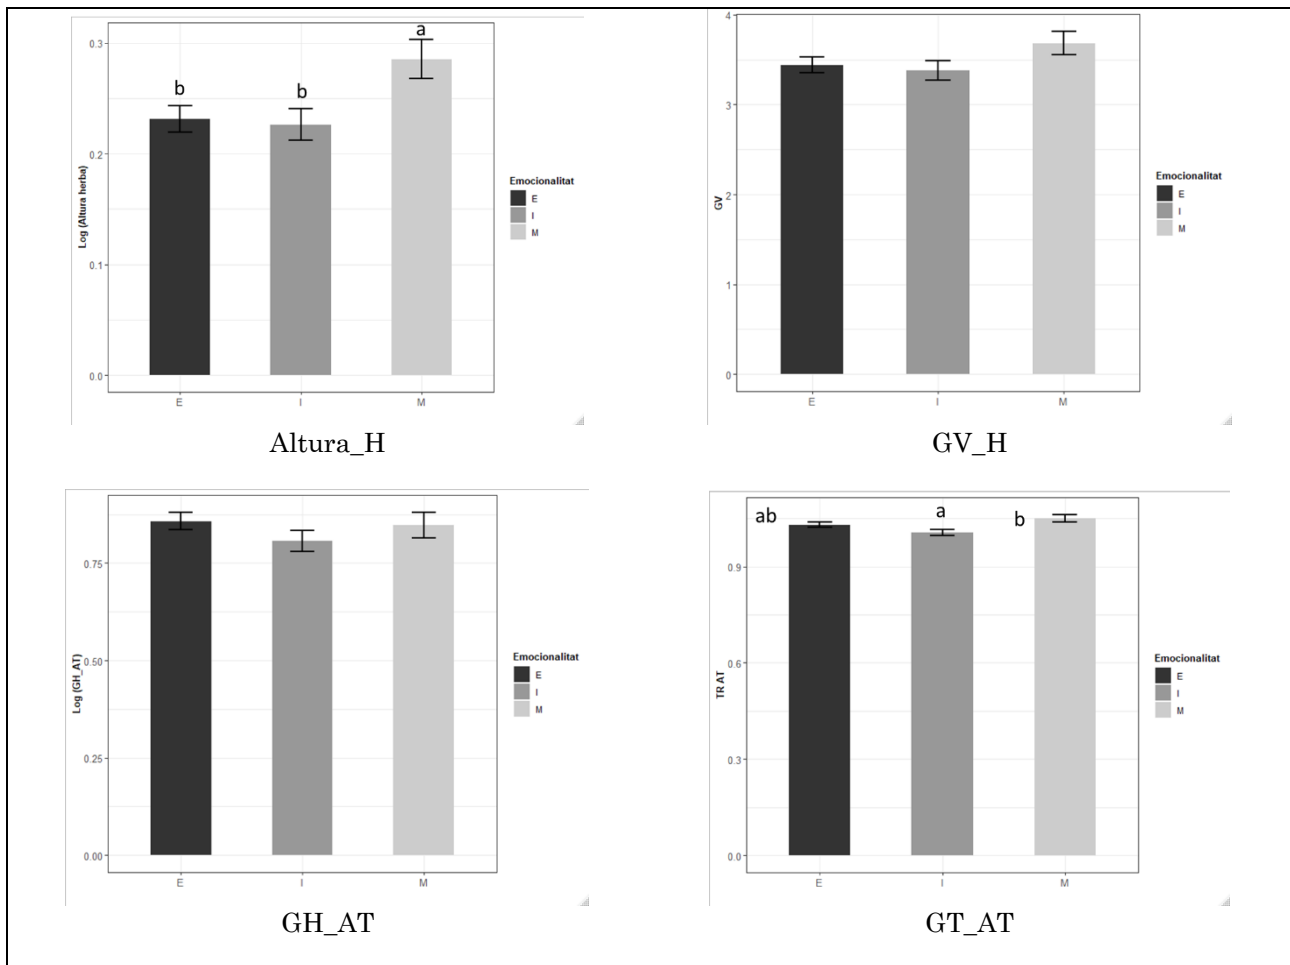 a
b
b
0.3
0.2
0.1
0.0
Log (Altura herba)
E
I
M
Emocionalitat
E
I
M
Altura_H
4
3
2
1
0
GV
E
I
M
Emocionalitat
E
I
M
GV_H
0.75
0.50
0.25
0.00
Log (GH_AT)
E
I
M
Emocionalitat
E
I
M
GH_AT
ab
a
b
0.9
0.6
0.3
0.0
TR AT
E
I
M
Emocionalitat
E
I
M
GT_AT